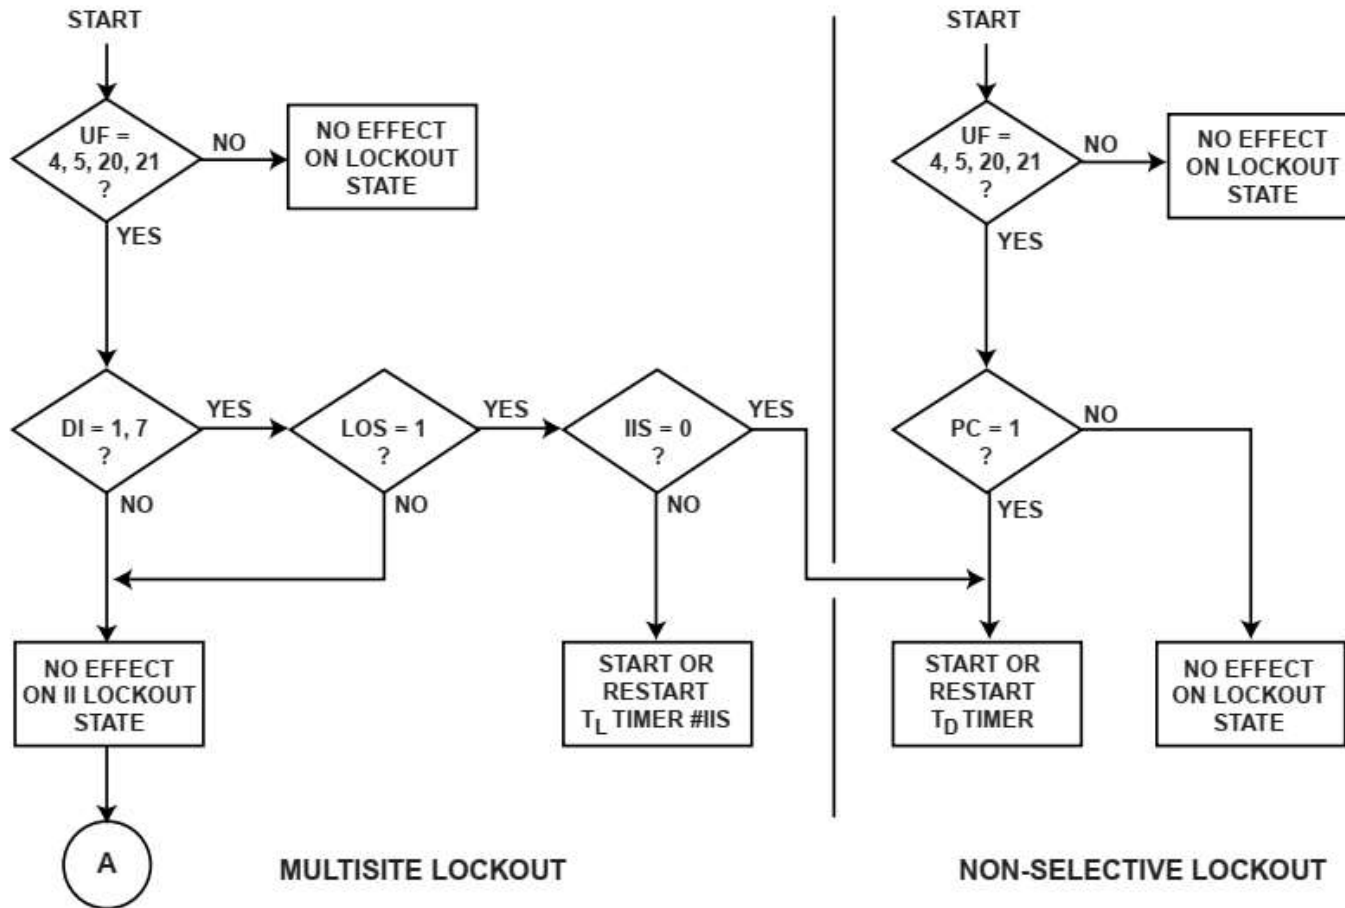 START
UF =
4, 5, 20, 21
?
NO
NO EFFECT
ON LOCKOUT
STATE
YES
DI = 1, 7
?
YES
NO
LOS = 1
?
YES
NO
IIS = 0
?
YES
NO
NO EFFECT
ON II LOCKOUT
STATE
START OR
RESTART
T_L TIMER #IIS
A
MULTISITE LOCKOUT
START
UF =
4, 5, 20, 21
?
NO
NO EFFECT
ON LOCKOUT
STATE
YES
PC = 1
?
NO
YES
START OR
RESTART
T_D TIMER
NO EFFECT
ON LOCKOUT
STATE
NON-SELECTIVE LOCKOUT